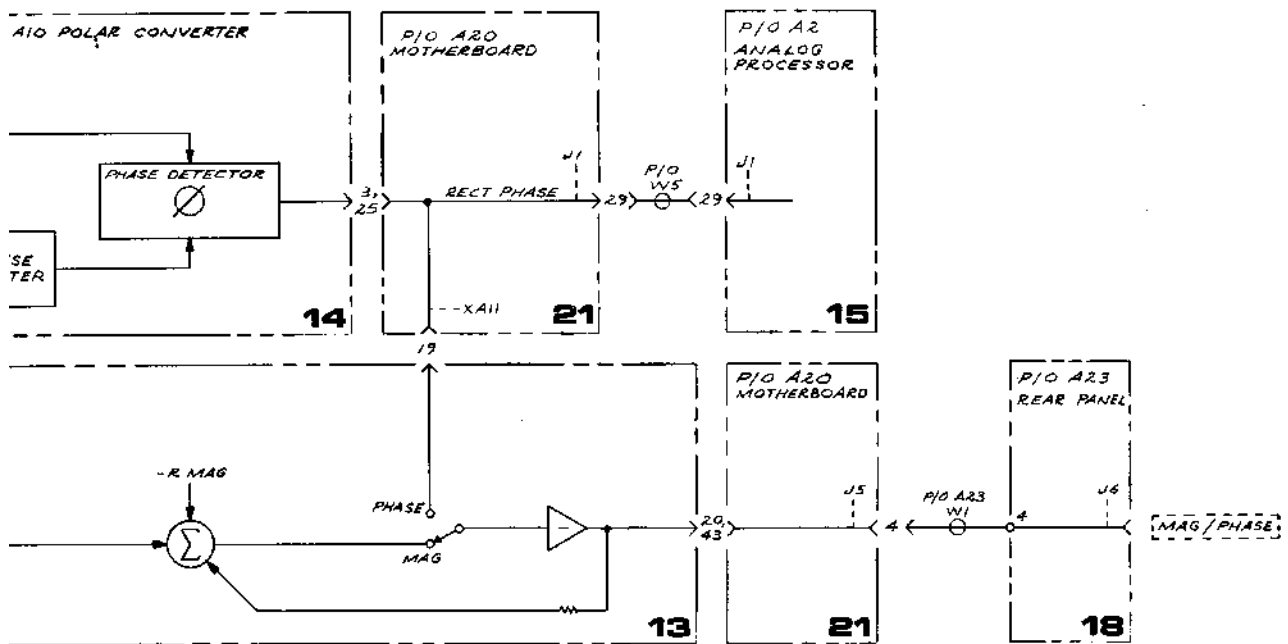 A10 POLAR CONVERTER
PHASE DETECTOR
Ø
SE
TER
14
3,
25
P/O A20
MOTHERBOARD
RECT PHASE
J1
XA11
21
29
P/O
W5
29
P/O A2
ANALOG
PROCESSOR
J1
15
19
-R MAG
Σ
PHASE
MAG
-
13
20,
43
P/O A20
MOTHERBOARD
J5
21
4
P/O A23
W1
4
P/O A23
REAR PANEL
J6
18
MAG/PHASE